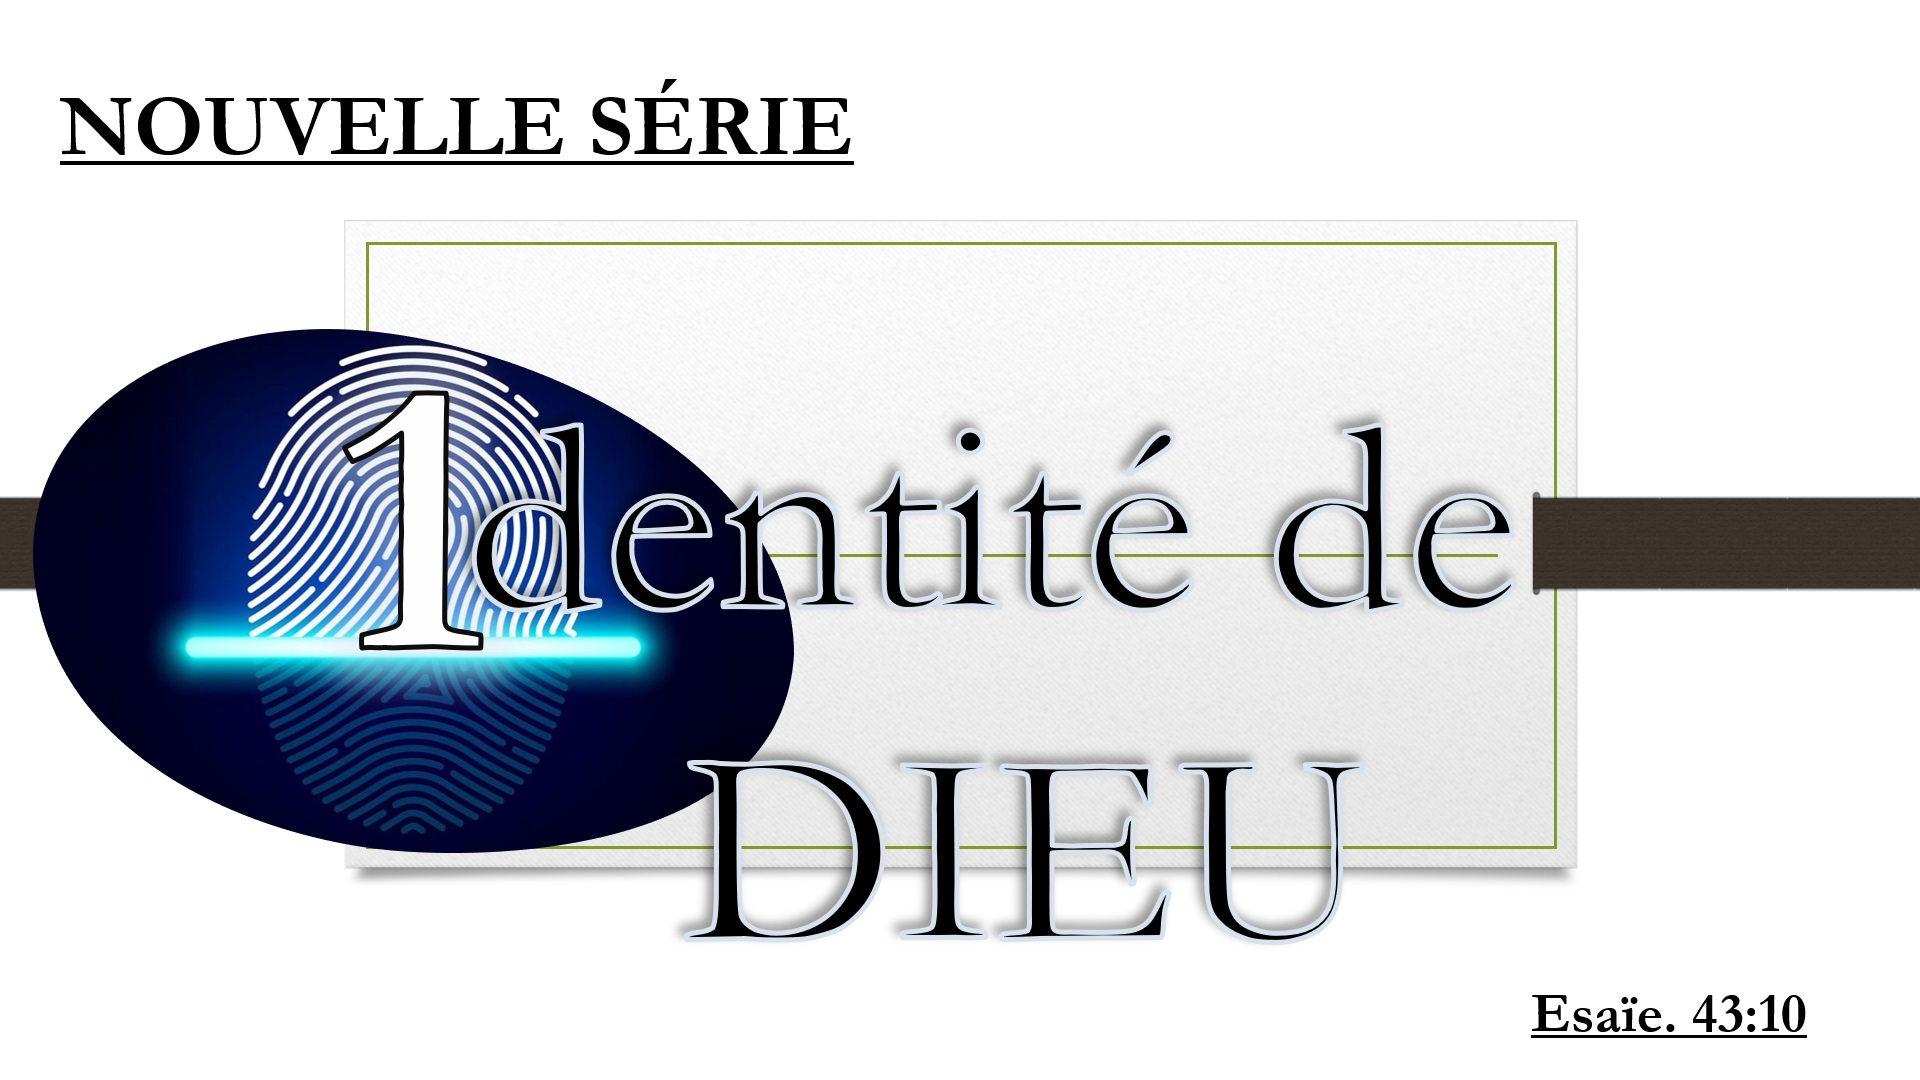 NOUVELLE SÉRIE
1dentité de
DIEU
Esaïe. 43:10